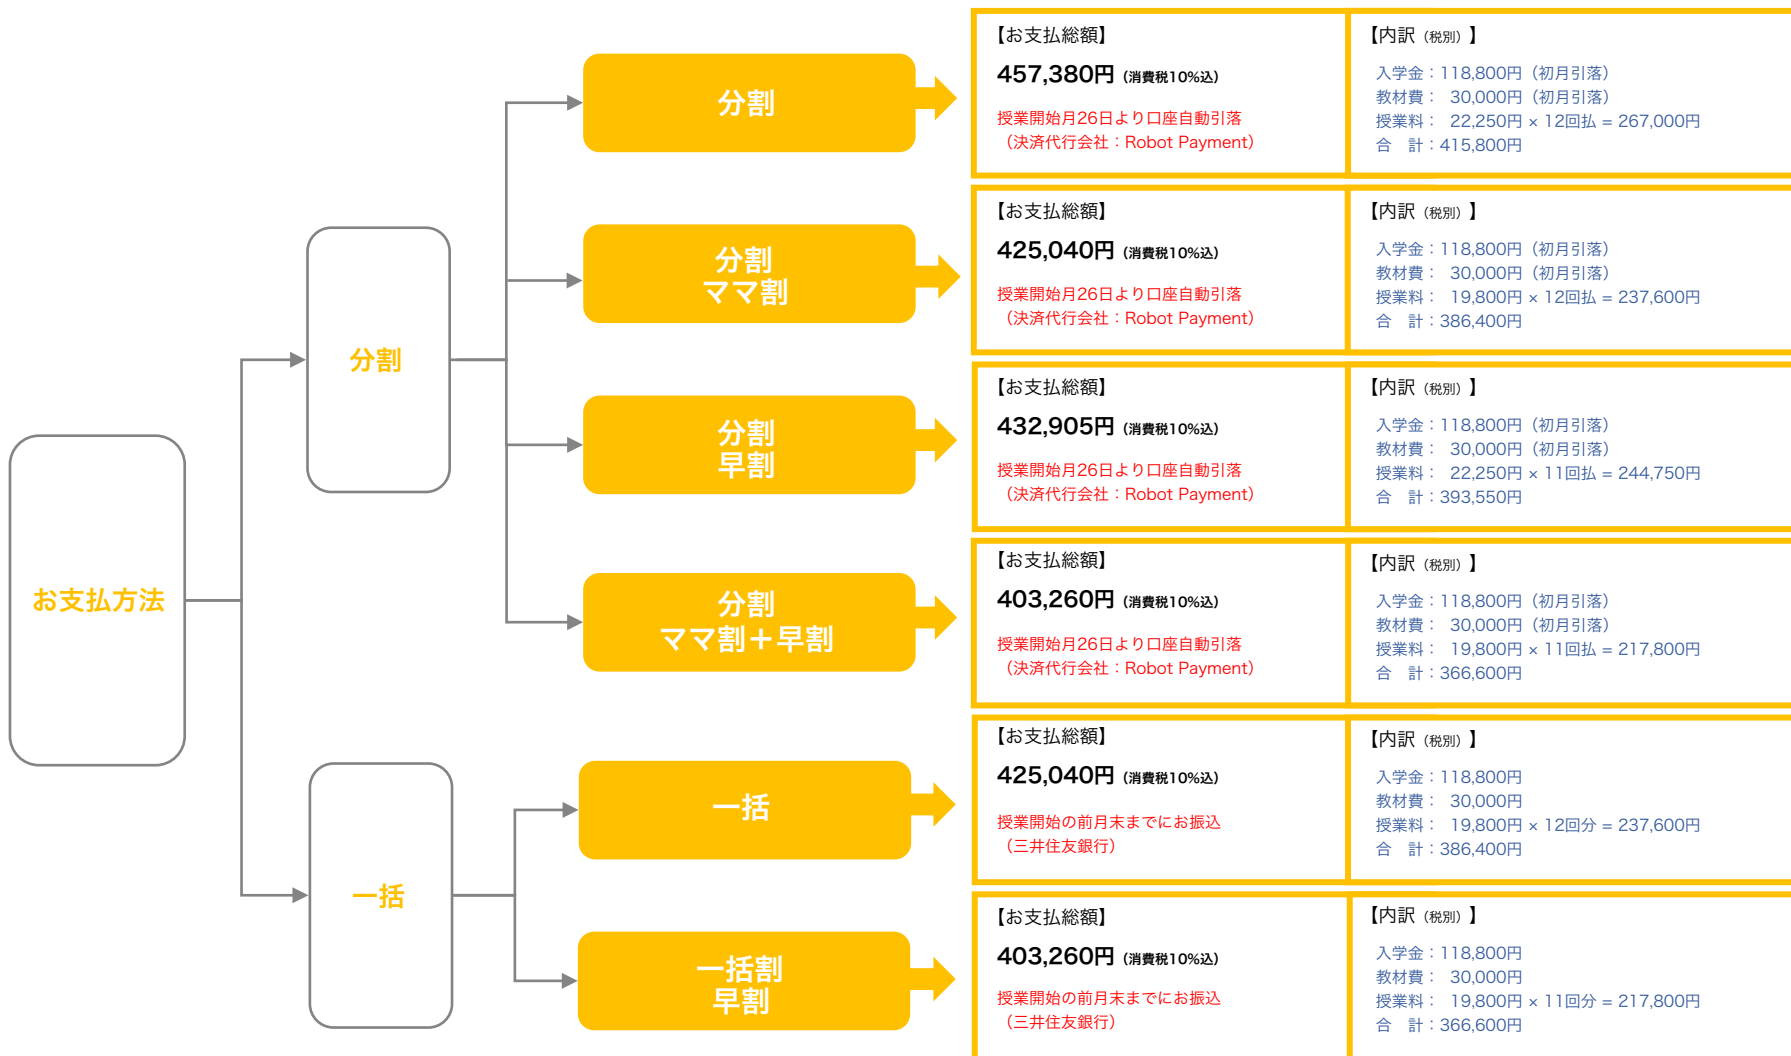 お支払方法
分割
一括
分割
【お支払総額】
457,380円（消費税10%込）
授業開始月26日より口座自動引落
（決済代行会社：Robot Payment）
【内訳（税別）】
入学金：118,800円（初月引落）
教材費： 30,000円（初月引落）
授業料： 22,250円 × 12回払 = 267,000円
合　計：415,800円
分割
ママ割
【お支払総額】
425,040円（消費税10%込）
授業開始月26日より口座自動引落
（決済代行会社：Robot Payment）
【内訳（税別）】
入学金：118,800円（初月引落）
教材費： 30,000円（初月引落）
授業料： 19,800円 × 12回払 = 237,600円
合　計：386,400円
分割
早割
【お支払総額】
432,905円（消費税10%込）
授業開始月26日より口座自動引落
（決済代行会社：Robot Payment）
【内訳（税別）】
入学金：118,800円（初月引落）
教材費： 30,000円（初月引落）
授業料： 22,250円 × 11回払 = 244,750円
合　計：393,550円
分割
ママ割＋早割
【お支払総額】
403,260円（消費税10%込）
授業開始月26日より口座自動引落
（決済代行会社：Robot Payment）
【内訳（税別）】
入学金：118,800円（初月引落）
教材費： 30,000円（初月引落）
授業料： 19,800円 × 11回払 = 217,800円
合　計：366,600円
一括
【お支払総額】
425,040円（消費税10%込）
授業開始の前月末までにお振込
（三井住友銀行）
【内訳（税別）】
入学金：118,800円
教材費： 30,000円
授業料： 19,800円 × 12回分 = 237,600円
合　計：386,400円
一括割
早割
【お支払総額】
403,260円（消費税10%込）
授業開始の前月末までにお振込
（三井住友銀行）
【内訳（税別）】
入学金：118,800円
教材費： 30,000円
授業料： 19,800円 × 11回分 = 217,800円
合　計：366,600円